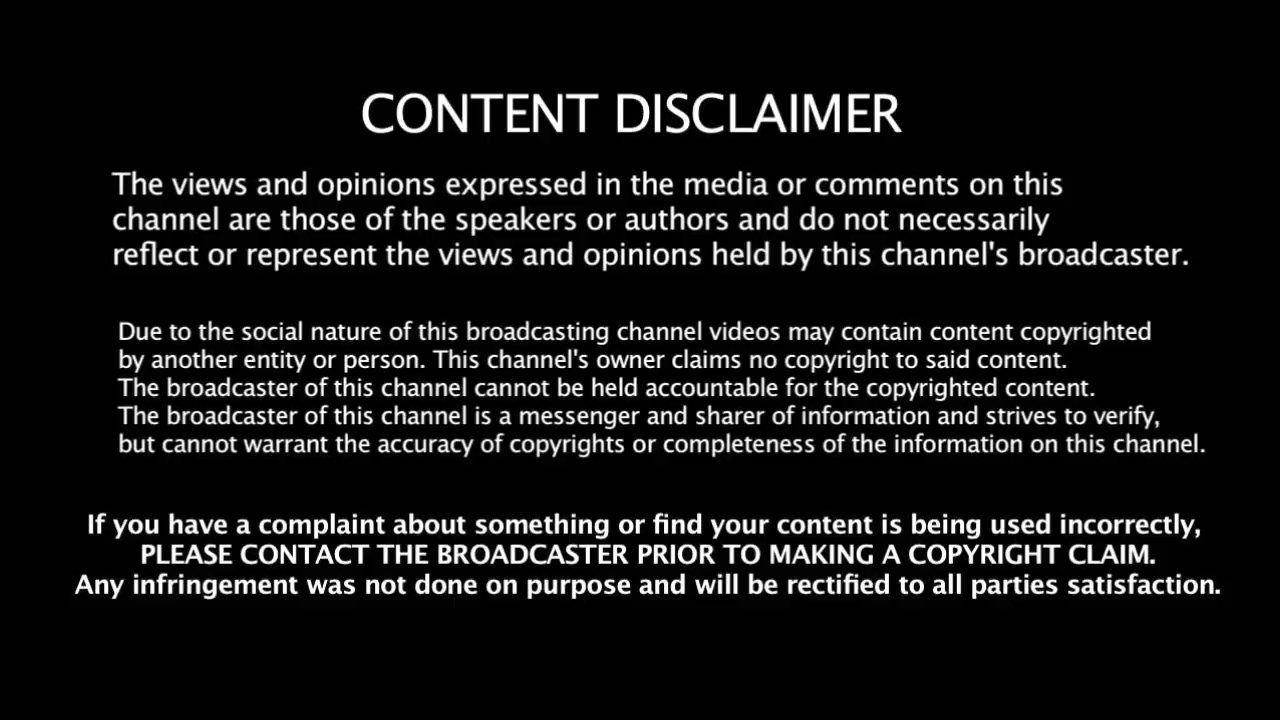 CONTENT DISCLAIMER
The views and opinions expressed in the media or comments on this
channel are those of the speakers or authors and do not necessarily
reflect or represent the views and opinions held by this channel's broadcaster.
Due to the social nature of this broadcasting channel videos may contain content copyrighted
by another entity or person. This channel's owner claims no copyright to said content.
The broadcaster of this channel cannot be held accountable for the copyrighted content.
The broadcaster of this channel is a messenger and sharer of information and strives to verify,
but cannot warrant the accuracy of copyrights or completeness of the information on this channel.
If you have a complaint about something or find your content is being used incorrectly,
PLEASE CONTACT THE BROADCASTER PRIOR TO MAKING A COPYRIGHT CLAIM.
Any infringement was not done on purpose and will be rectified to all parties satisfaction.